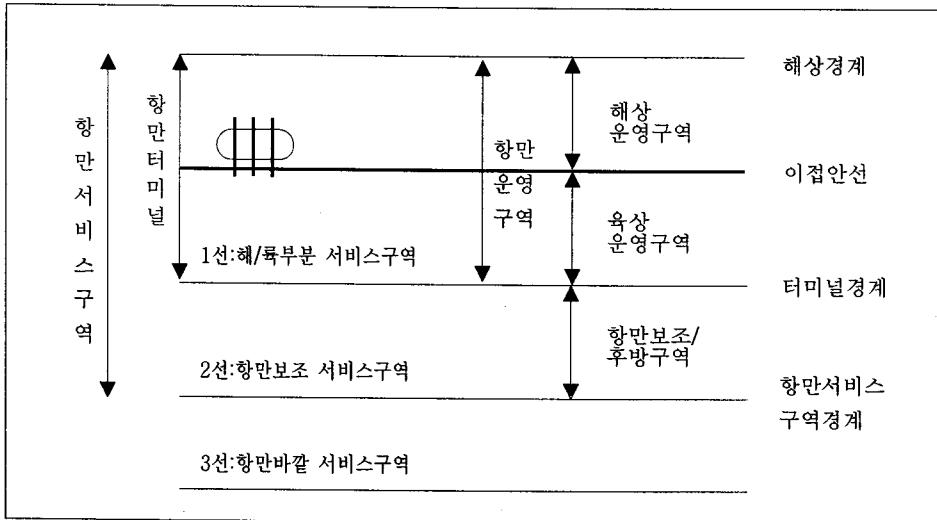 해상경계
항만서비스구역
항만터미널
항만
운영
구역
해상
운영구역
이접안선
육상
운영구역
1선:해/륙부분 서비스구역
터미널경계
항만보조/
후방구역
2선:항만보조 서비스구역
항만서비스
구역경계
3선:항만바깥 서비스구역